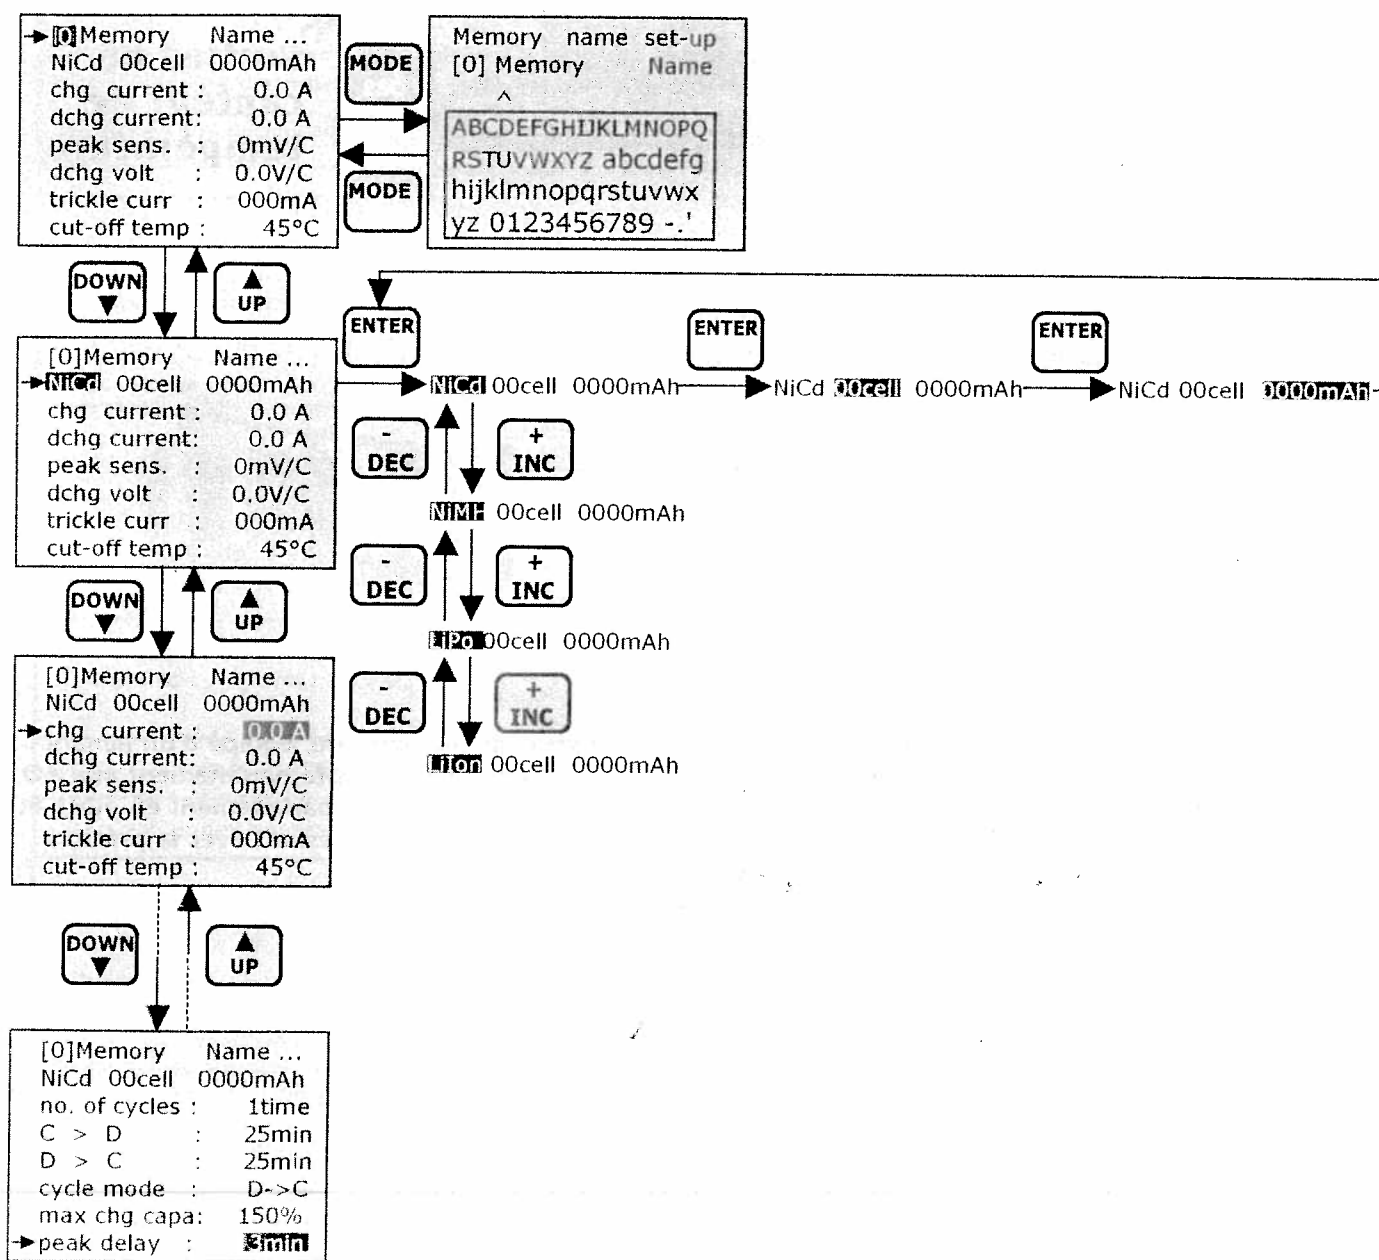 [0]Memory Name ...
NiCd 00cell 0000mAh
chg current : 0.0 A
dchg current: 0.0 A
peak sens. : 0mV/C
dchg volt : 0.0V/C
trickle curr : 000mA
cut-off temp : 45°C
MODE
MODE
Memory name set-up
[0] Memory Name
^
ABCDEFGHIJKLMNOPQ
RSTUVWXYZ abcdefg
hijklmnopqrstuvwx
yz 0123456789 -.'
DOWN
UP
[0]Memory Name ...
NiCd 00cell 0000mAh
chg current : 0.0 A
dchg current: 0.0 A
peak sens. : 0mV/C
dchg volt : 0.0V/C
trickle curr : 000mA
cut-off temp : 45°C
ENTER
ENTER
ENTER
NiCd 00cell 0000mAh
NiCd 00cell 0000mAh
NiCd 00cell 0000mAh
- DEC
+ INC
NiMH 00cell 0000mAh
- DEC
+ INC
LiPo 00cell 0000mAh
- DEC
+ INC
LiIon 00cell 0000mAh
DOWN
UP
[0]Memory Name ...
NiCd 00cell 0000mAh
chg current : 0.0 A
dchg current: 0.0 A
peak sens. : 0mV/C
dchg volt : 0.0V/C
trickle curr : 000mA
cut-off temp : 45°C
DOWN
UP
[0]Memory Name ...
NiCd 00cell 0000mAh
no. of cycles : 1time
C > D : 25min
D > C : 25min
cycle mode : D->C
max chg capa: 150%
peak delay : 3min